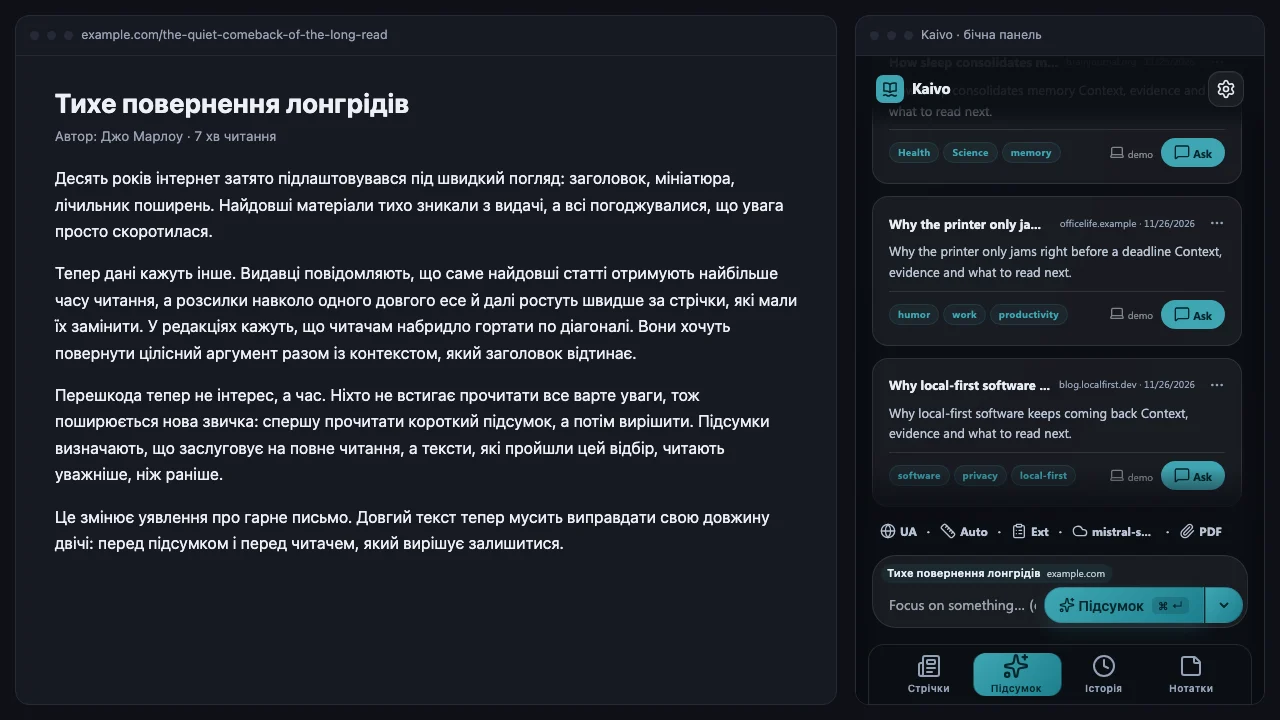 example.com/the-quiet-comeback-of-the-long-read
Тихе повернення лонгрідів
Автор: Джо Марлоу · 7 хв читання
Десять років інтернет затято підлаштовувався під швидкий погляд: заголовок, мініатюра,
лічильник поширень. Найдовші матеріали тихо зникали з видачі, а всі погоджувалися, що увага
просто скоротилася.
Тепер дані кажуть інше. Видавці повідомляють, що саме найдовші статті отримують найбільше
часу читання, а розсилки навколо одного довгого есе й далі ростуть швидше за стрічки, які мали
їх замінити. У редакціях кажуть, що читачам набридло гортати по діагоналі. Вони хочуть
повернути цілісний аргумент разом із контекстом, який заголовок відтинає.
Перешкода тепер не інтерес, а час. Ніхто не встигає прочитати все варте уваги, тож
поширюється нова звичка: спершу прочитати короткий підсумок, а потім вирішити. Підсумки
визначають, що заслуговує на повне читання, а тексти, які пройшли цей відбір, читають
уважніше, ніж раніше.
Це змінює уявлення про гарне письмо. Довгий текст тепер мусить виправдати свою довжину
двічі: перед підсумком і перед читачем, який вирішує залишитися.
Kaivo · бічна панель
How sleep consolidates m...
Kaivo
consolidates memory Context, evidence and
what to read next.
Health Science memory demo Ask
Why the printer only ja... officelife.example · 11/26/2026 ···
Why the printer only jams right before a deadline Context,
evidence and what to read next.
humor work productivity demo Ask
Why local-first software ... blog.localfirst.dev · 11/26/2026 ···
Why local-first software keeps coming back Context,
evidence and what to read next.
software privacy local-first demo Ask
UA · Auto · Ext · mistral-s... · PDF
Тихе повернення лонгрідів example.com
Focus on something... ( Підсумок ⌘ ↵
Стрічки Підсумок Історія Нотатки